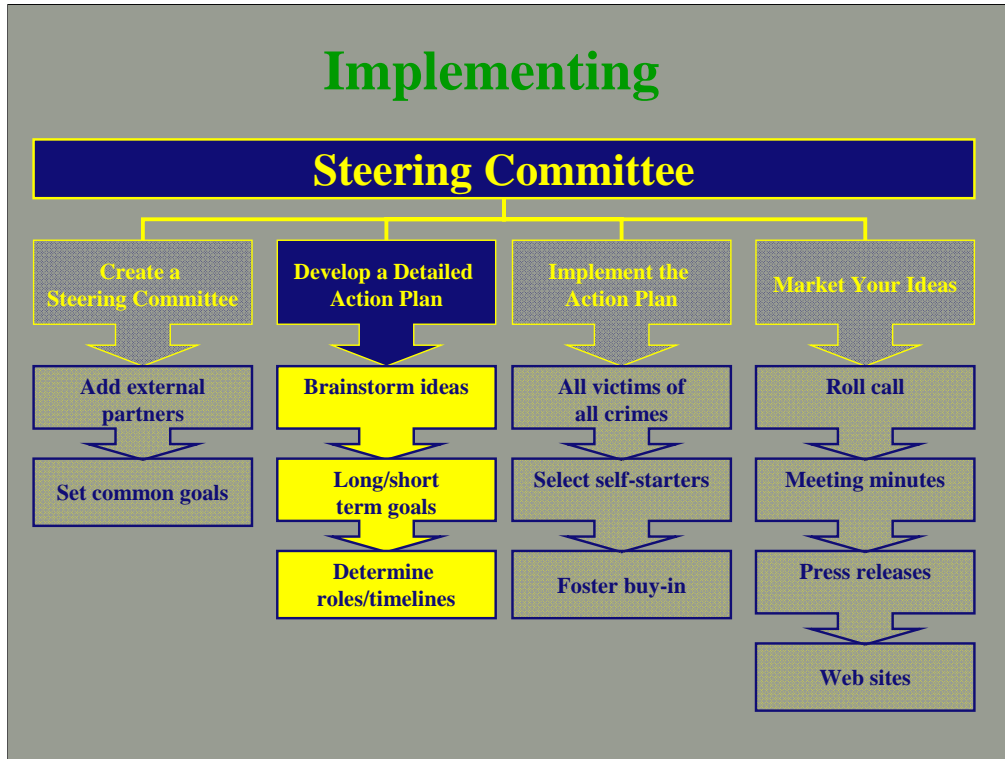 Implementing
Steering Committee
Create a
Steering Committee
Develop a Detailed
Action Plan
Implement the
Action Plan
Market Your Ideas
Add external
partners
Set common goals
Brainstorm ideas
Long/short
term goals
Determine
roles/timelines
All victims of
all crimes
Select self-starters
Foster buy-in
Roll call
Meeting minutes
Press releases
Web sites